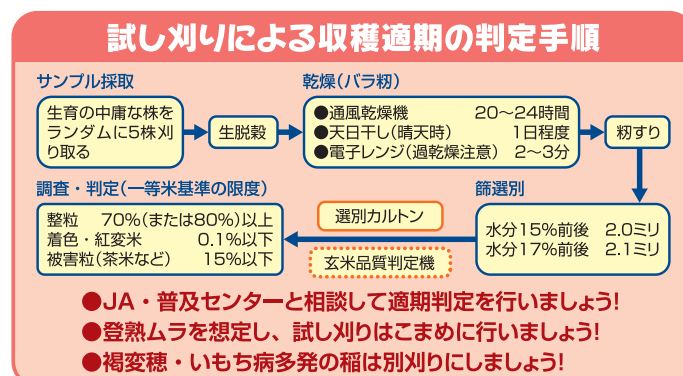 試し刈りによる収穫適期の判定手順
サンプル採取
生育の中庸な株を
ランダムに5株刈
り取る
生脱穀
乾燥(バラ籾)
●通風乾燥機 20〜24時間
●天日干し(晴天時) 1日程度
●電子レンジ(過乾燥注意) 2〜3分
籾すり
篩選別
水分15%前後 2.0ミリ
水分17%前後 2.1ミリ
選別カルトン
玄米品質判定機
調査・判定(一等米基準の限度)
整粒 70%(または80%)以上
着色・紅変米 0.1%以下
被害粒(茶米など) 15%以下
●JA・普及センターと相談して適期判定を行いましょう!
●登熟ムラを想定し、試し刈りはこまめに行いましょう!
●褐変穂・いもち病多発の稲は別刈りにしましょう!